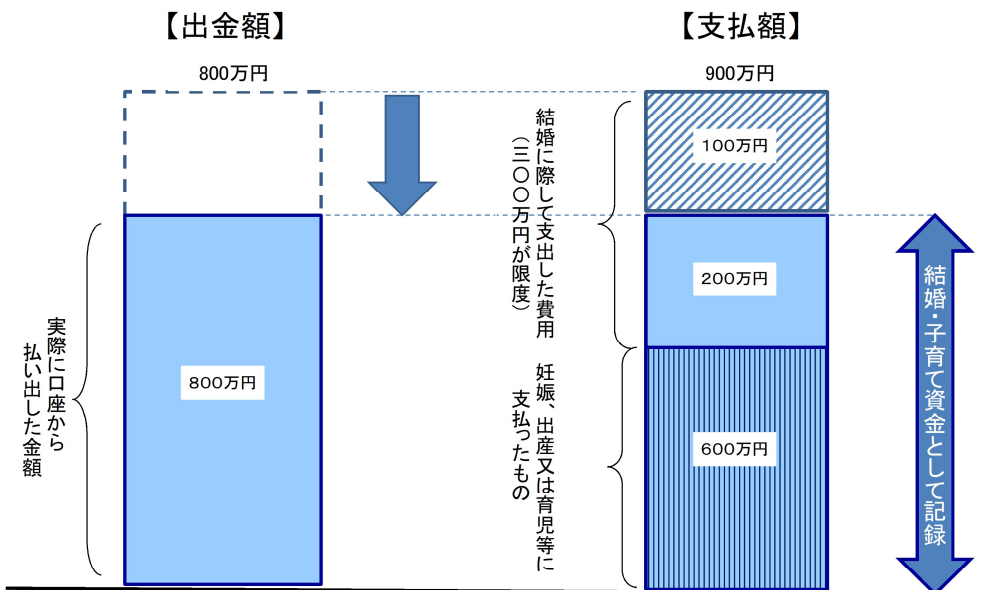 【出金額】
800万円
800万円
実際に口座から
払い出した金額
【支払額】
900万円
100万円
200万円
600万円
結婚に際して支出した費用
（三〇〇万円が限度）
妊娠、出産又は育児等に
支払ったもの
結婚・子育て資金として記録